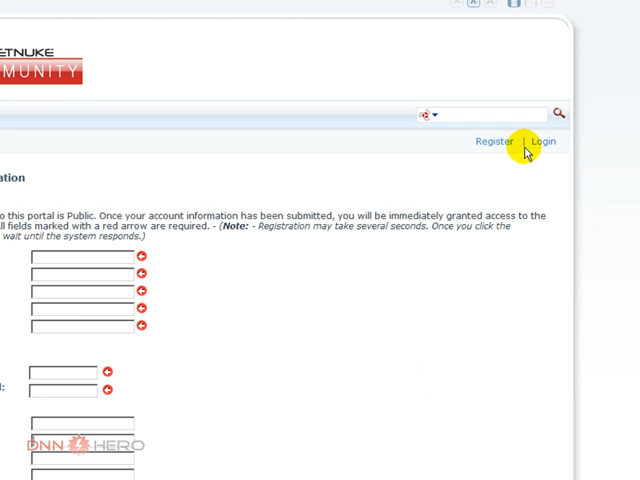 A A A
ETNUKE
MUNITY
Register | Login
ation
o this portal is Public. Once your account information has been submitted, you will be immediately granted access to the
ll fields marked with a red arrow are required. - (Note: - Registration may take several seconds. Once you click the
wait until the system responds.)
l:
DNN HERO